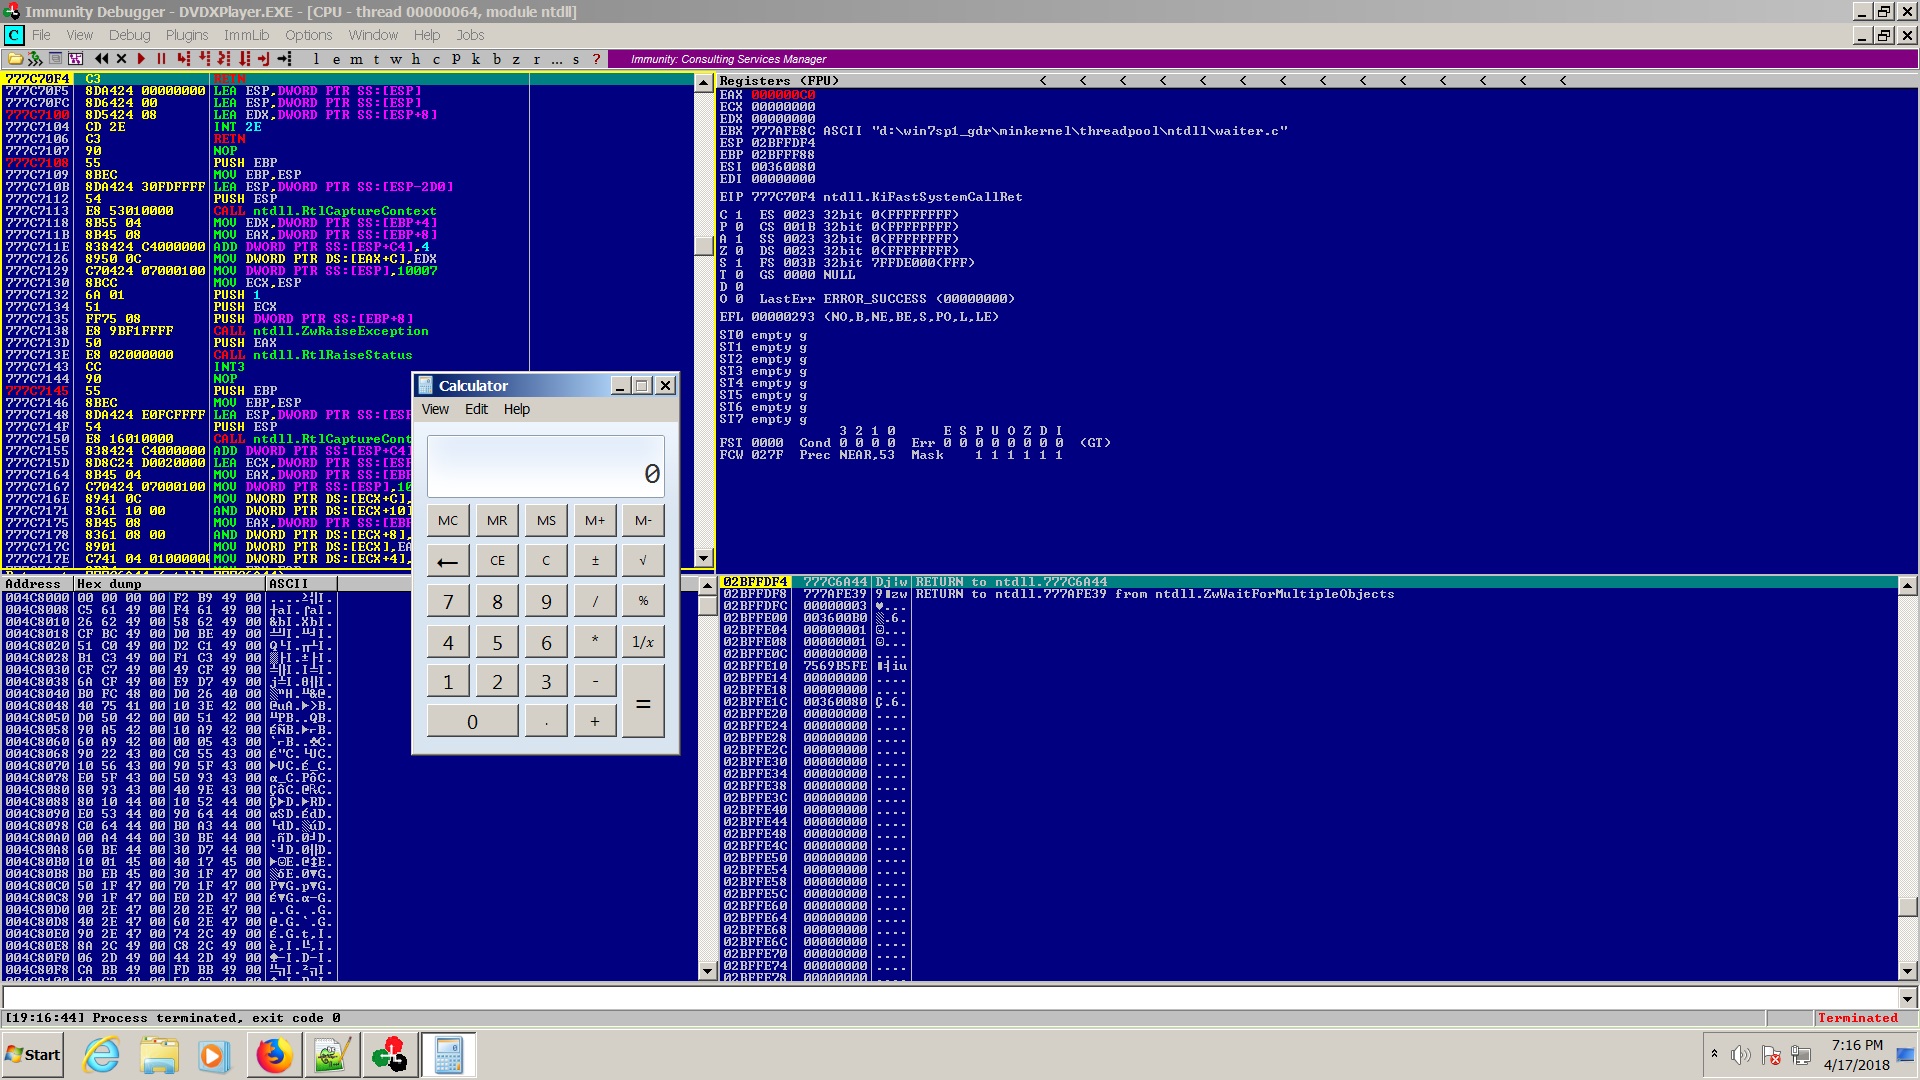 Immunity Debugger - DVDXPlayer.EXE - [CPU - thread 00000064, module ntdll]
File View Debug Plugins ImmLib Options Window Help Jobs
l e m t w h c p k b z r ... s ? Immunity: Consulting Services Manager
777C70F4 C3 RETN
777C70F5 8DA424 00000000 LEA ESP,DWORD PTR SS:[ESP]
777C70FC 8D6424 00 LEA ESP,DWORD PTR SS:[ESP]
777C7100 8D5424 08 LEA EDX,DWORD PTR SS:[ESP+8]
777C7104 CD 2E INT 2E
777C7106 C3 RETN
777C7107 90 NOP
777C7108 55 PUSH EBP
777C7109 8BEC MOV EBP,ESP
777C710B 8DA424 30FDFFFF LEA ESP,DWORD PTR SS:[ESP-2D0]
777C7112 54 PUSH ESP
777C7113 E8 53010000 CALL ntdll.RtlCaptureContext
777C7118 8B55 04 MOV EDX,DWORD PTR SS:[EBP+4]
777C711B 8B45 08 MOV EAX,DWORD PTR SS:[EBP+8]
777C711E 838424 C4000000 ADD DWORD PTR SS:[ESP+C4],4
777C7126 8950 0C MOV DWORD PTR DS:[EAX+C],EDX
777C7129 C70424 07000100 MOV DWORD PTR SS:[ESP],10007
777C7130 8BCC MOV ECX,ESP
777C7132 6A 01 PUSH 1
777C7134 51 PUSH ECX
777C7135 FF75 08 PUSH DWORD PTR SS:[EBP+8]
777C7138 E8 9BF1FFFF CALL ntdll.ZwRaiseException
777C713D 50 PUSH EAX
777C713E E8 02000000 CALL ntdll.RtlRaiseStatus
777C7143 CC INT3
777C7144 90 NOP
777C7145 55 PUSH EBP
777C7146 8BEC MOV EBP,ESP
777C7148 8DA424 E0FCFFFF LEA ESP,DWORD PTR SS:[ESP
777C714F 54 PUSH ESP
777C7150 E8 16010000 CALL ntdll.RtlCaptureCont
777C7155 838424 C4000000 ADD DWORD PTR SS:[ESP+C4]
777C715D 8D8C24 D0020000 LEA ECX,DWORD PTR SS:[ESP
777C7164 8B45 04 MOV EAX,DWORD PTR SS:[EBP
777C7167 C70424 07000100 MOV DWORD PTR SS:[ESP],10
777C716E 8941 0C MOV DWORD PTR DS:[ECX+C],
777C7171 8361 10 00 AND DWORD PTR DS:[ECX+10]
777C7175 8B45 08 MOV EAX,DWORD PTR SS:[EBP
777C7178 8361 08 00 AND DWORD PTR DS:[ECX+8],
777C717C 8901 MOV DWORD PTR DS:[ECX],EA
777C717E C741 04 01000000 MOV DWORD PTR DS:[ECX+4],
Registers (FPU) < < < < < < < < < < < < < <
EAX 000000C0
ECX 00000000
EDX 00000000
EBX 777AFE8C ASCII "d:\win7sp1_gdr\minkernel\threadpool\ntdll\waiter.c"
ESP 02BFFDF4
EBP 02BFFF88
ESI 00360080
EDI 00000000
EIP 777C70F4 ntdll.KiFastSystemCallRet
C 1 ES 0023 32bit 0(FFFFFFFF)
P 0 CS 001B 32bit 0(FFFFFFFF)
A 1 SS 0023 32bit 0(FFFFFFFF)
Z 0 DS 0023 32bit 0(FFFFFFFF)
S 1 FS 003B 32bit 7FFDE000(FFF)
T 0 GS 0000 NULL
D 0
O 0 LastErr ERROR_SUCCESS (00000000)
EFL 00000293 (NO,B,NE,BE,S,PO,L,LE)
ST0 empty g
ST1 empty g
ST2 empty g
ST3 empty g
ST4 empty g
ST5 empty g
ST6 empty g
ST7 empty g
3 2 1 0 E S P U O Z D I
FST 0000 Cond 0 0 0 0 Err 0 0 0 0 0 0 0 0 (GT)
FCW 027F Prec NEAR,53 Mask 1 1 1 1 1 1
Calculator
View Edit Help
0
MC MR MS M+ M-
← CE C ± √
7 8 9 / %
4 5 6 * 1/x
1 2 3 - =
0 . +
Address Hex dump ASCII
004C8000 00 00 00 00 F2 B9 49 00
004C8008 C5 61 49 00 F4 61 49 00
004C8010 26 62 49 00 58 62 49 00
004C8018 CF BC 49 00 D0 BE 49 00
004C8020 51 C0 49 00 D2 C1 49 00
004C8028 B1 C3 49 00 F1 C3 49 00
004C8030 CF C7 49 00 49 CF 49 00
004C8038 6A CF 49 00 E9 D7 49 00
004C8040 B0 FC 48 00 D0 26 40 00
004C8048 40 75 41 00 10 3E 42 00
004C8050 D0 50 42 00 00 51 42 00
004C8058 90 A5 42 00 10 A9 42 00
004C8060 60 A9 42 00 00 05 43 00
004C8068 90 22 43 00 C0 55 43 00
004C8070 10 56 43 00 90 5F 43 00
004C8078 E0 5F 43 00 50 93 43 00
004C8080 80 93 43 00 40 9E 43 00
004C8088 80 10 44 00 10 52 44 00
004C8090 E0 53 44 00 90 64 44 00
004C8098 C0 64 44 00 B0 A3 44 00
004C80A0 00 A4 44 00 30 BE 44 00
004C80A8 60 BE 44 00 30 D7 44 00
004C80B0 10 01 45 00 40 17 45 00
004C80B8 B0 EB 45 00 30 1F 47 00
004C80C0 50 1F 47 00 70 1F 47 00
004C80C8 90 1F 47 00 E0 2D 47 00
004C80D0 00 2E 47 00 20 2E 47 00
004C80D8 40 2E 47 00 60 2E 47 00
004C80E0 90 2E 47 00 74 2C 49 00
004C80E8 8A 2C 49 00 C8 2C 49 00
004C80F0 06 2D 49 00 44 2D 49 00
004C80F8 CA BB 49 00 FD BB 49 00
02BFFDF4 777C6A44 Dj¦w RETURN to ntdll.777C6A44
02BFFDF8 777AFE39 RETURN to ntdll.777AFE39 from ntdll.ZwWaitForMultipleObjects
02BFFDFC 00000003 ♥...
02BFFE00 003600B0 ░.6.
02BFFE04 00000001 ☺...
02BFFE08 00000001 ☺...
02BFFE0C 00000000 ....
02BFFE10 7569B5FE ■╡iu
02BFFE14 00000000 ....
02BFFE18 00000000 ....
02BFFE1C 00360080 Ç.6.
02BFFE20 00000000 ....
02BFFE24 00000000 ....
02BFFE28 00000000 ....
02BFFE2C 00000000 ....
02BFFE30 00000000 ....
02BFFE34 00000000 ....
02BFFE38 00000000 ....
02BFFE3C 00000000 ....
02BFFE40 00000000 ....
02BFFE44 00000000 ....
02BFFE48 00000000 ....
02BFFE4C 00000000 ....
02BFFE50 00000000 ....
02BFFE54 00000000 ....
02BFFE58 00000000 ....
02BFFE5C 00000000 ....
02BFFE60 00000000 ....
02BFFE64 00000000 ....
02BFFE68 00000000 ....
02BFFE6C 00000000 ....
02BFFE70 00000000 ....
02BFFE74 00000000 ....
02BFFE78 00000000 ....
[19:16:44] Process terminated, exit code 0 Terminated
Start
7:16 PM
4/17/2018